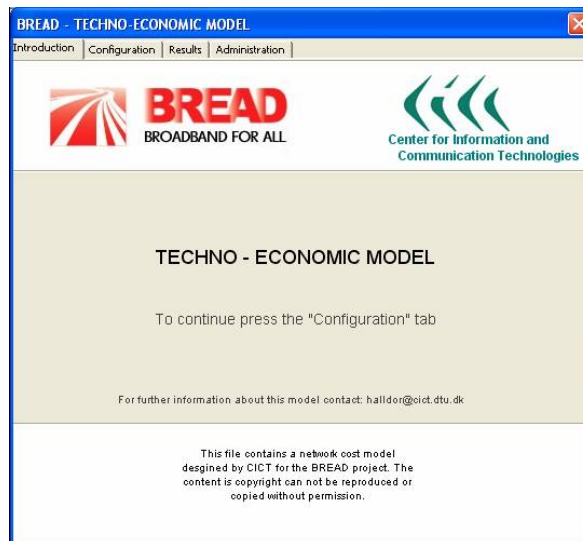 BREAD - TECHNO-ECONOMIC MODEL
Introduction Configuration Results Administration
BREAD
BROADBAND FOR ALL
cict
Center for Information and
Communication Technologies
TECHNO - ECONOMIC MODEL
To continue press the "Configuration" tab
For further information about this model contact: halldor@cict.dtu.dk
This file contains a network cost model
desgined by CICT for the BREAD project. The
content is copyright can not be reproduced or
copied without permission.